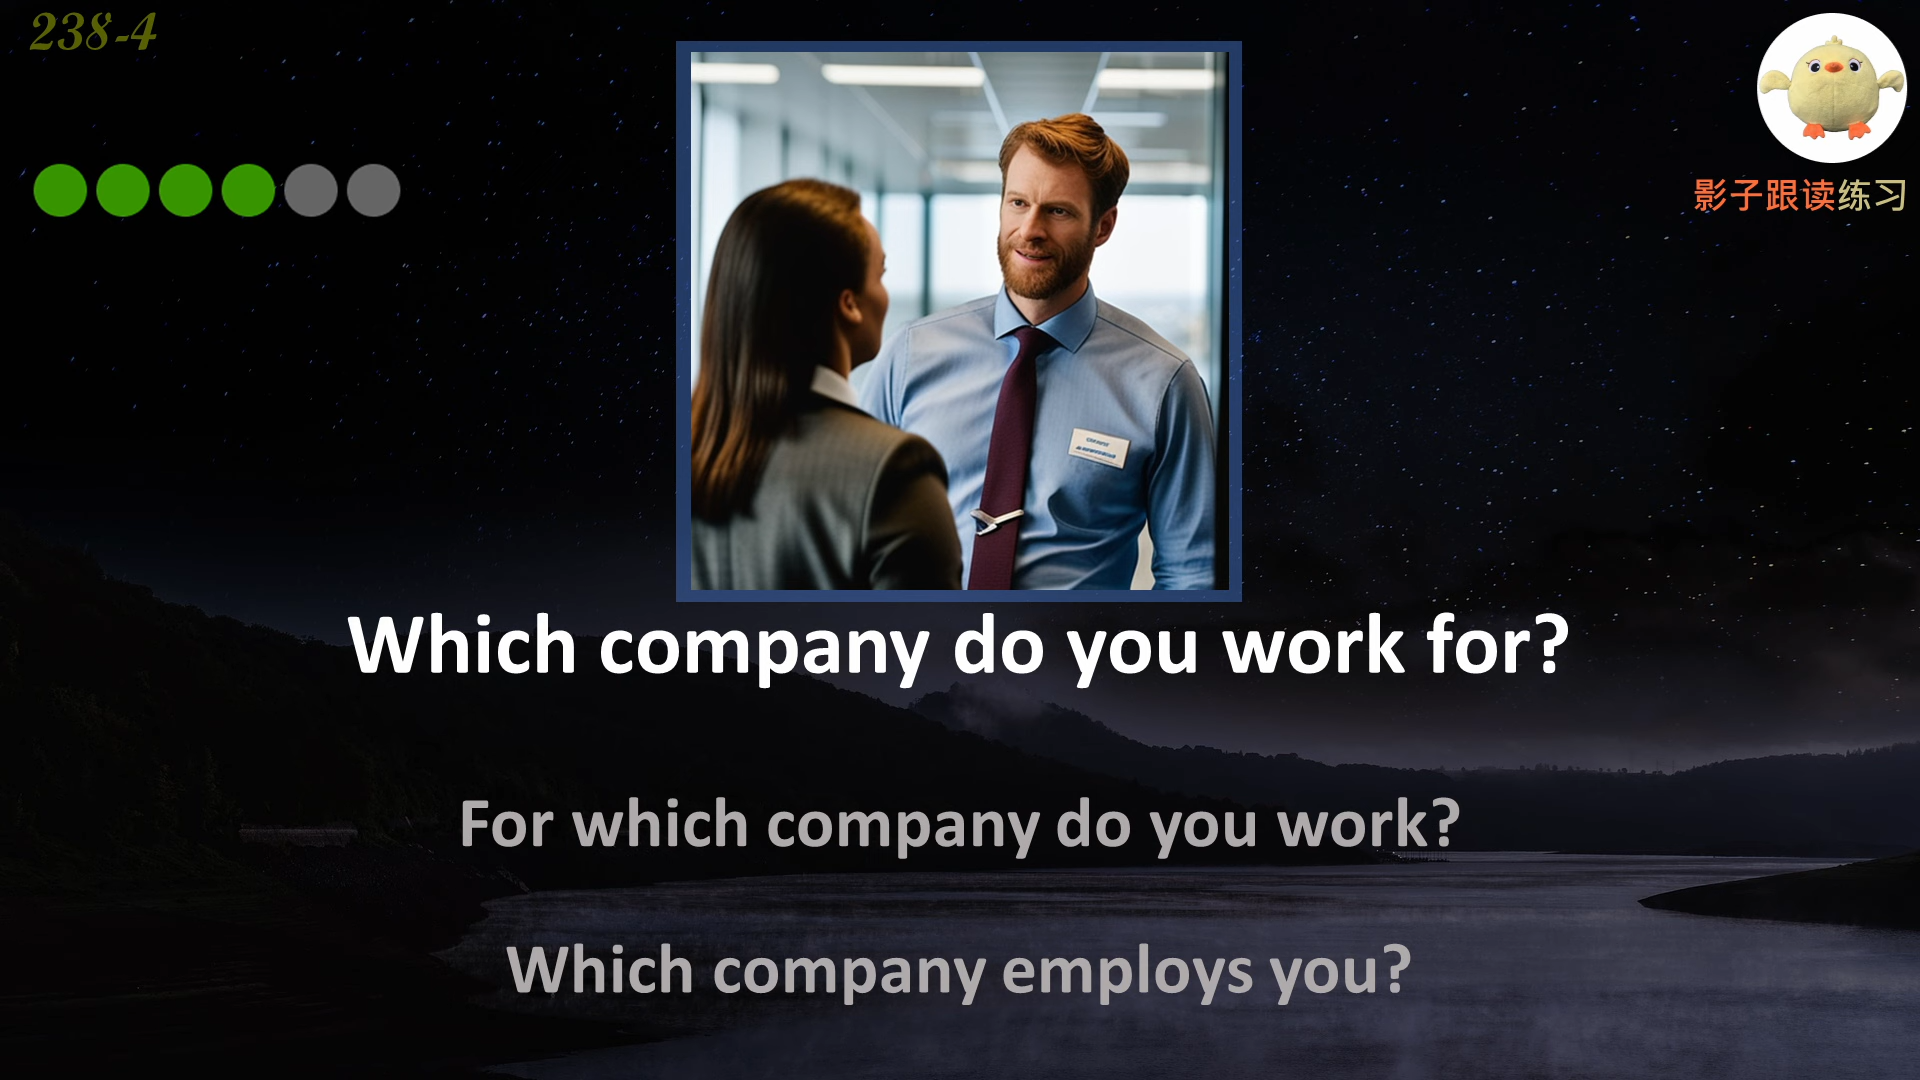 238-4
影子跟读练习
Which company do you work for?
For which company do you work?
Which company employs you?